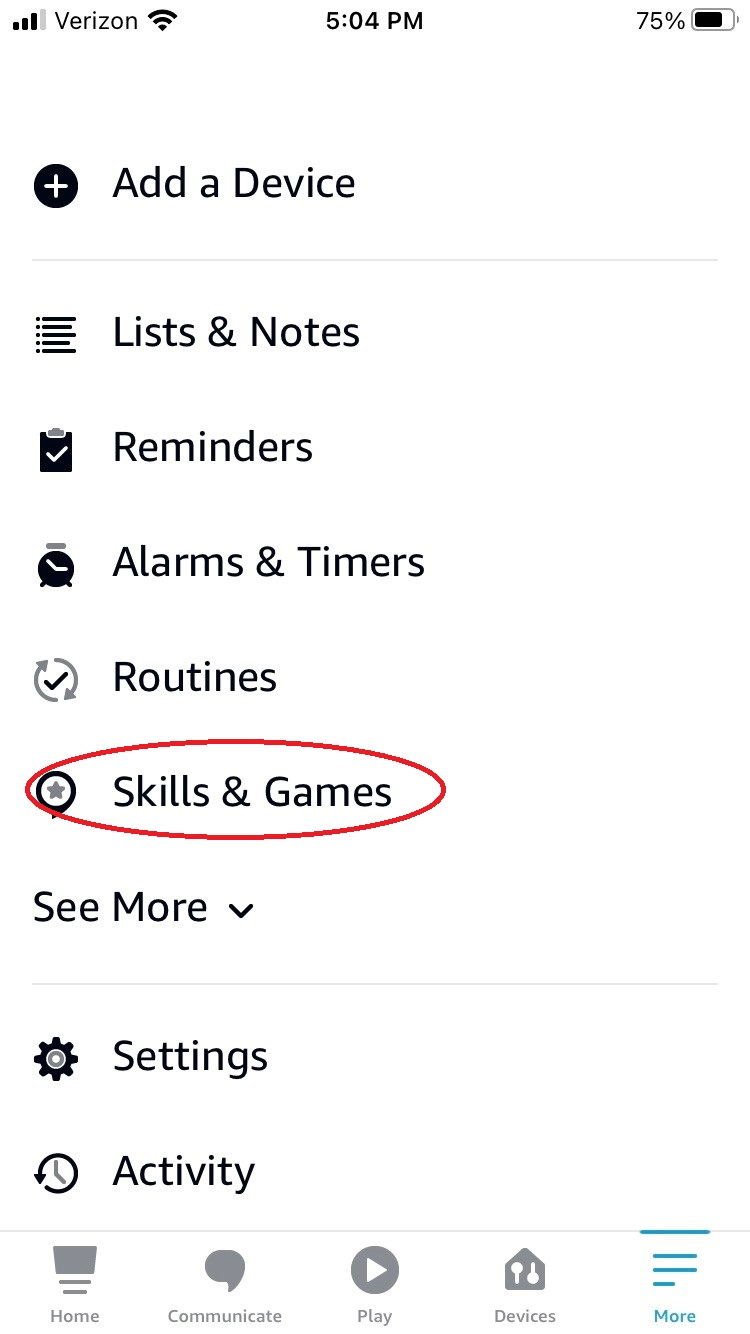 Verizon 5:04 PM 75%
Add a Device
Lists & Notes
Reminders
Alarms & Timers
Routines
Skills & Games
See More
Settings
Activity
Home Communicate Play Devices More